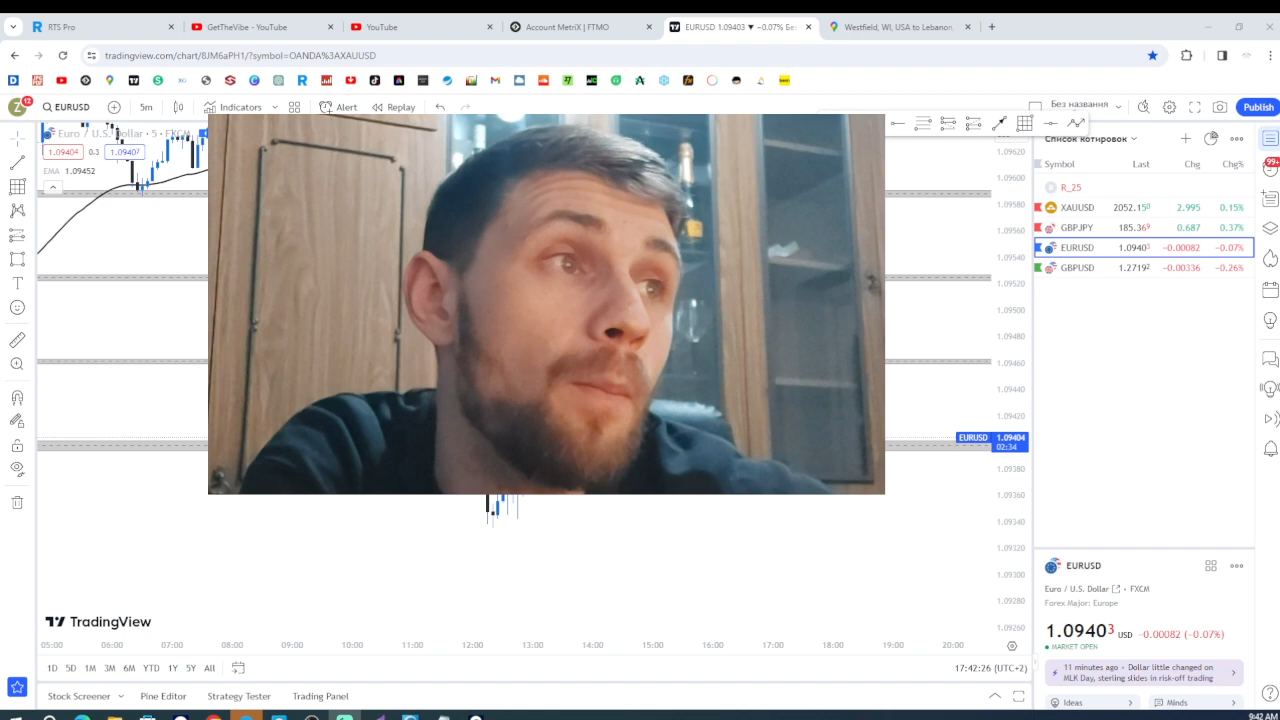 RTS Pro
GetTheVibe - YouTube
YouTube
Account MetriX | FTMO
EURUSD 1.09403 ▼ −0.07% Бе
Westfield, WI, USA to Lebanon,
tradingview.com/chart/8JM6aPH1/?symbol=OANDA%3AXAUUSD
Z
12
EURUSD
5m
Indicators
Alert
Replay
Без названия
Publish
Euro / U.S. Dollar · 5 · FXCM
1.09404
0.3
1.09407
EMA 1.09452
Список котировок
Symbol Last Chg Chg%
99+
R_25
XAUUSD 2052.150 2.995 0.15%
GBPJPY 185.369 0.687 0.37%
EURUSD 1.09403 −0.00082 −0.07%
GBPUSD 1.27192 −0.00336 −0.26%
1.09620
1.09600
1.09580
1.09560
1.09540
1.09520
1.09500
1.09480
1.09460
1.09440
1.09420
EURUSD 1.09404
02:34
1.09380
1.09360
1.09340
1.09320
1.09300
1.09280
1.09260
TradingView
05:00 06:00 07:00 08:00 09:00 10:00 11:00 12:00 13:00 14:00 15:00 16:00 17:00 18:00 19:00 20:00
1D 5D 1M 3M 6M YTD 1Y 5Y All
17:42:26 (UTC+2)
Stock Screener
Pine Editor
Strategy Tester
Trading Panel
EURUSD
Euro / U.S. Dollar · FXCM
Forex Major: Europe
1.09403 USD −0.00082 (−0.07%)
MARKET OPEN
11 minutes ago · Dollar little changed on
MLK Day, sterling slides in risk-off trading
Ideas
Minds
9:42 AM